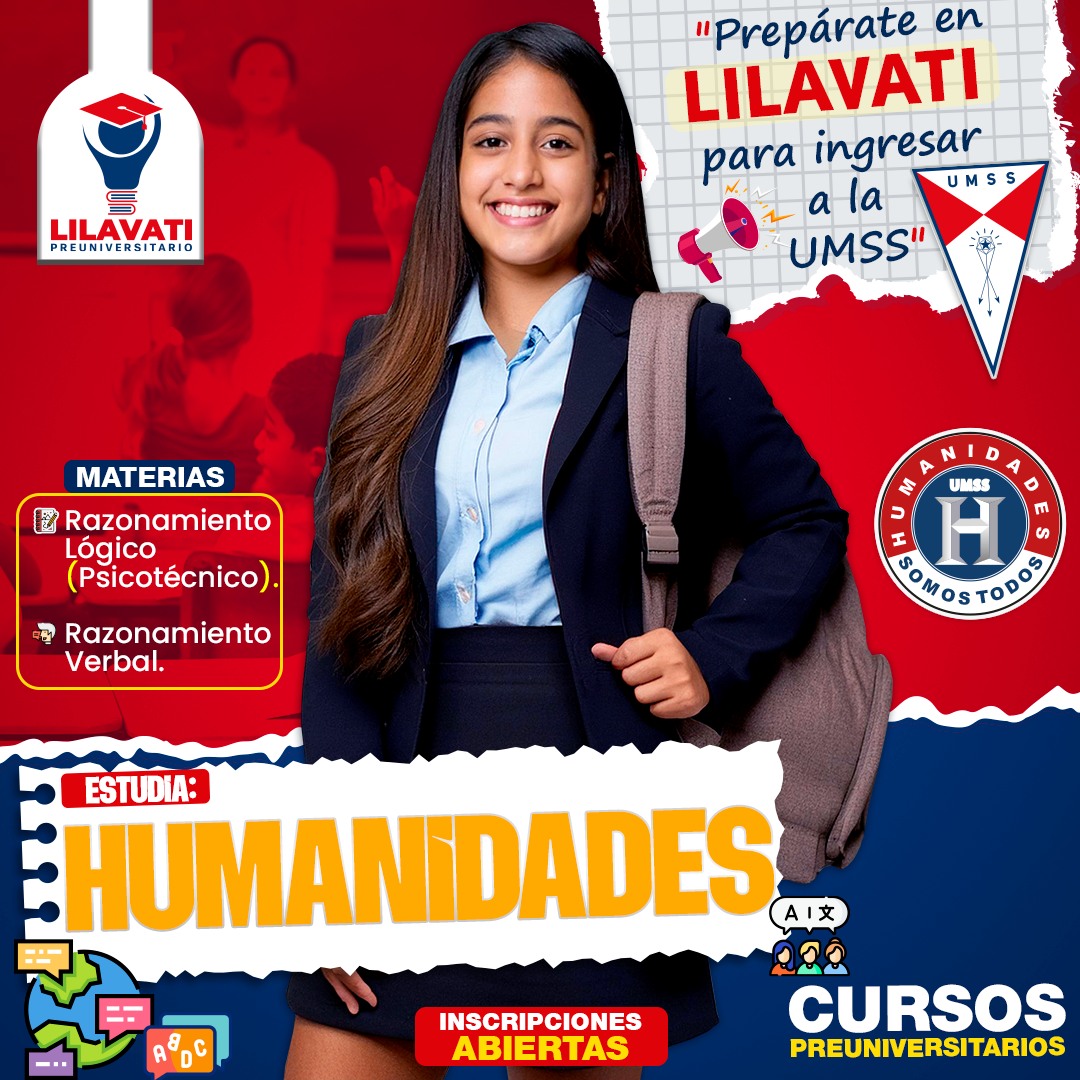 "Prepárate en
LILAVATI
para ingresar
a la
UMSS"
UMSS
LILAVATI
PREUNIVERSITARIO
HUMANIDADES
UMSS
H
SOMOS TODOS
MATERIAS
Razonamiento
Lógico
(Psicotécnico).
Razonamiento
Verbal.
ESTUDIA:
HUMANIDADES
A I 文
ABDC
INSCRIPCIONES
ABIERTAS
CURSOS
PREUNIVERSITARIOS